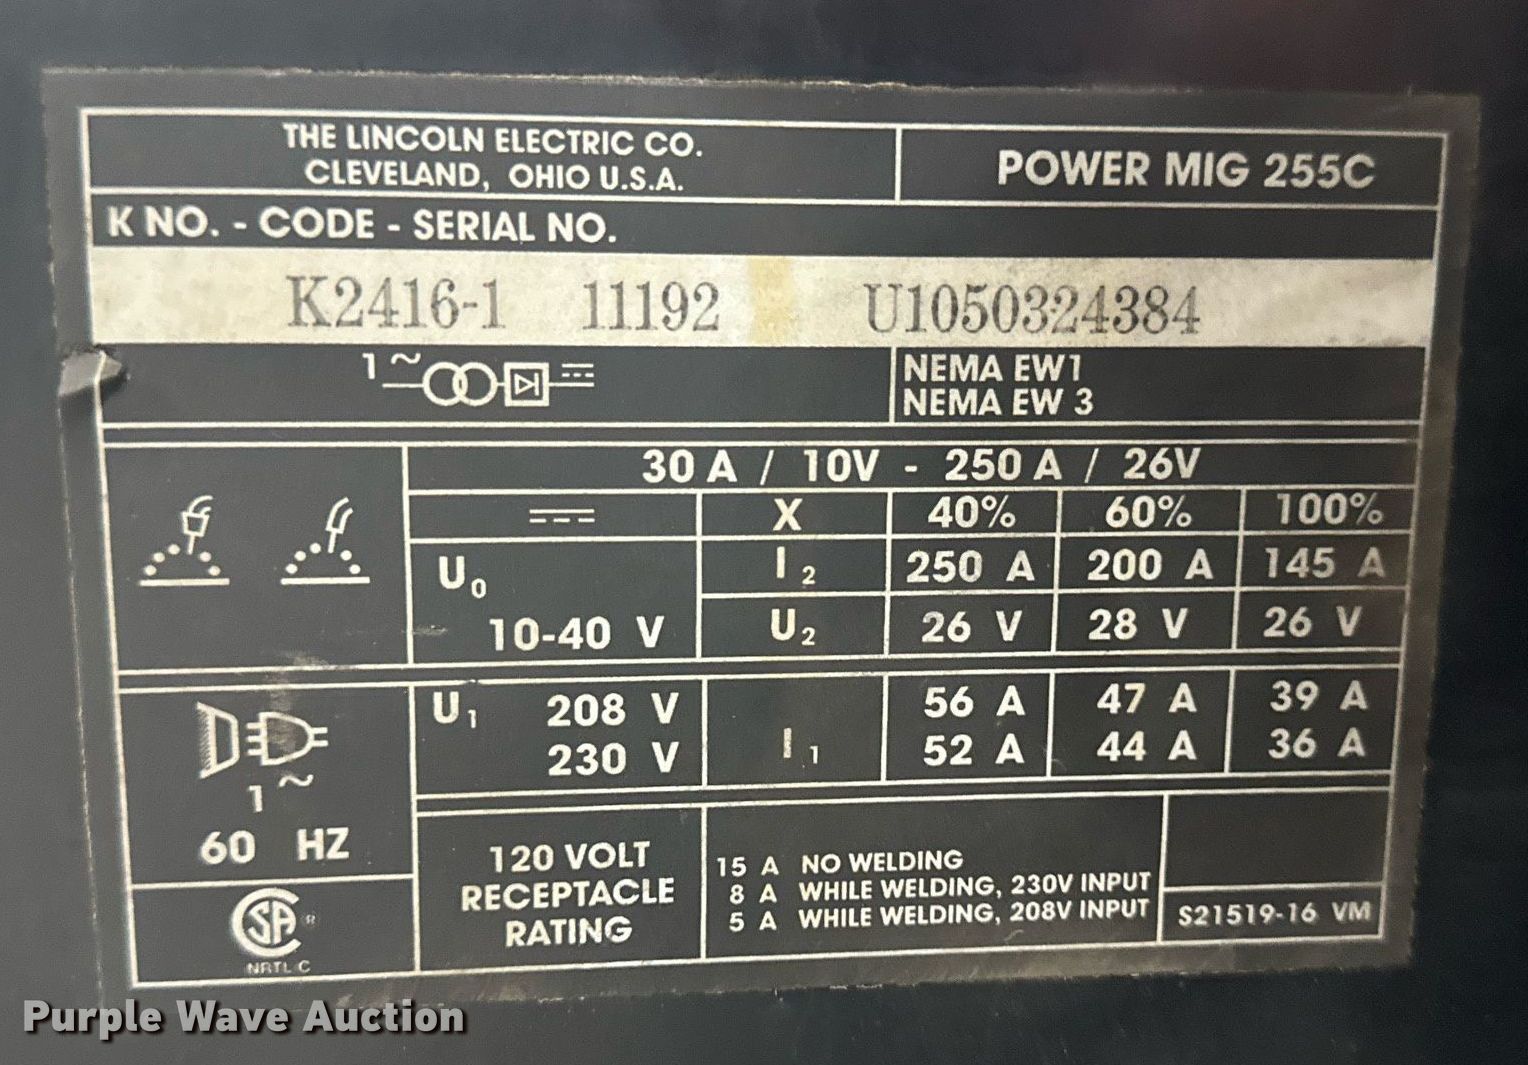 THE LINCOLN ELECTRIC CO.
CLEVELAND, OHIO U.S.A.
POWER MIG 255C
K NO. - CODE - SERIAL NO.
K2416-1 11192 U1050324384
1 ~
NEMA EW1
NEMA EW 3
30 A / 10V - 250 A / 26V
X 40% 60% 100%
U0 I2 250 A 200 A 145 A
10-40 V U2 26 V 28 V 26 V
U1 208 V I1 56 A 47 A 39 A
230 V 52 A 44 A 36 A
1 ~
60 HZ
120 VOLT
RECEPTACLE
RATING
15 A NO WELDING
8 A WHILE WELDING, 230V INPUT
5 A WHILE WELDING, 208V INPUT
S21519-16 VM
CSA ®
NRTL C
Purple Wave Auction